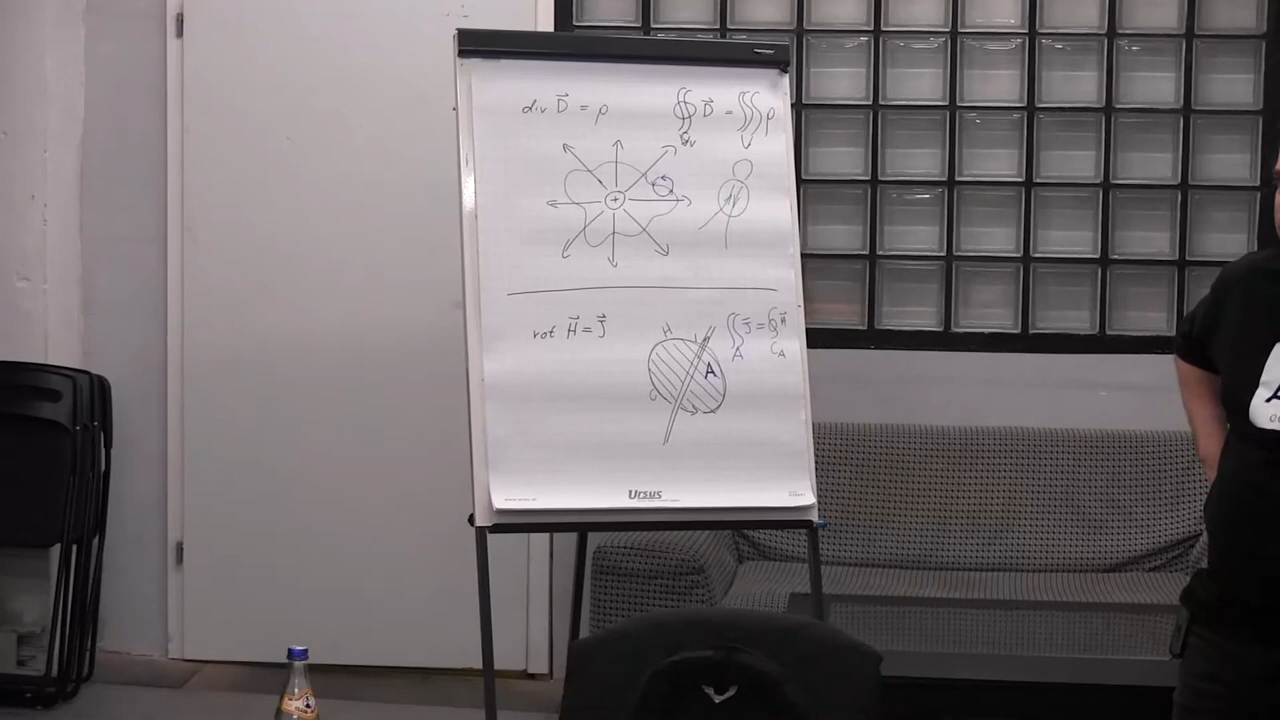 div D⃗ = ρ
∯ D⃗ = ∭ ρ
V
+
rot H⃗ = J⃗
H
∬ J⃗ = ∮ H⃗
A C_A
A
Ursus